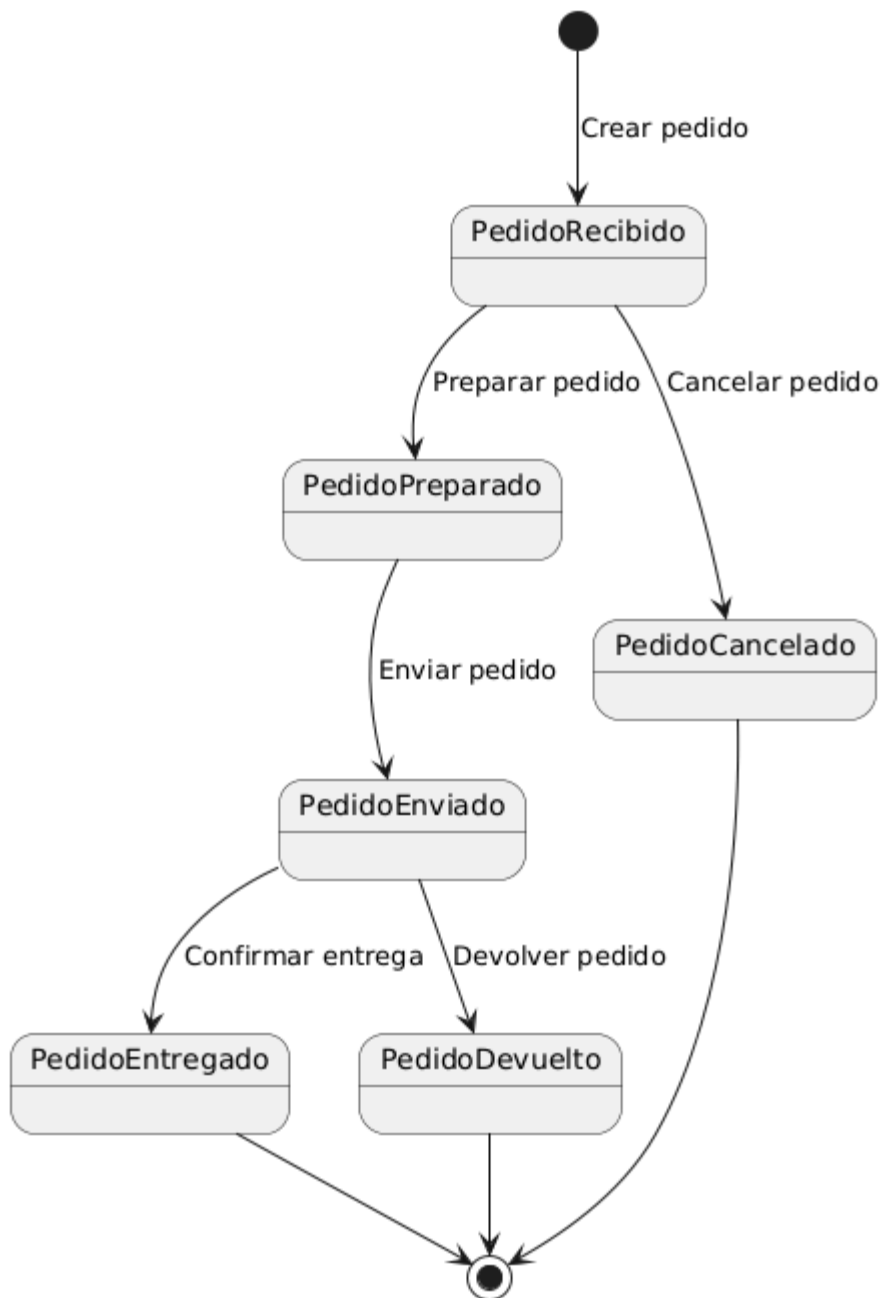 Crear pedido
PedidoRecibido
Preparar pedido
Cancelar pedido
PedidoPreparado
PedidoCancelado
Enviar pedido
PedidoEnviado
Confirmar entrega
Devolver pedido
PedidoEntregado
PedidoDevuelto